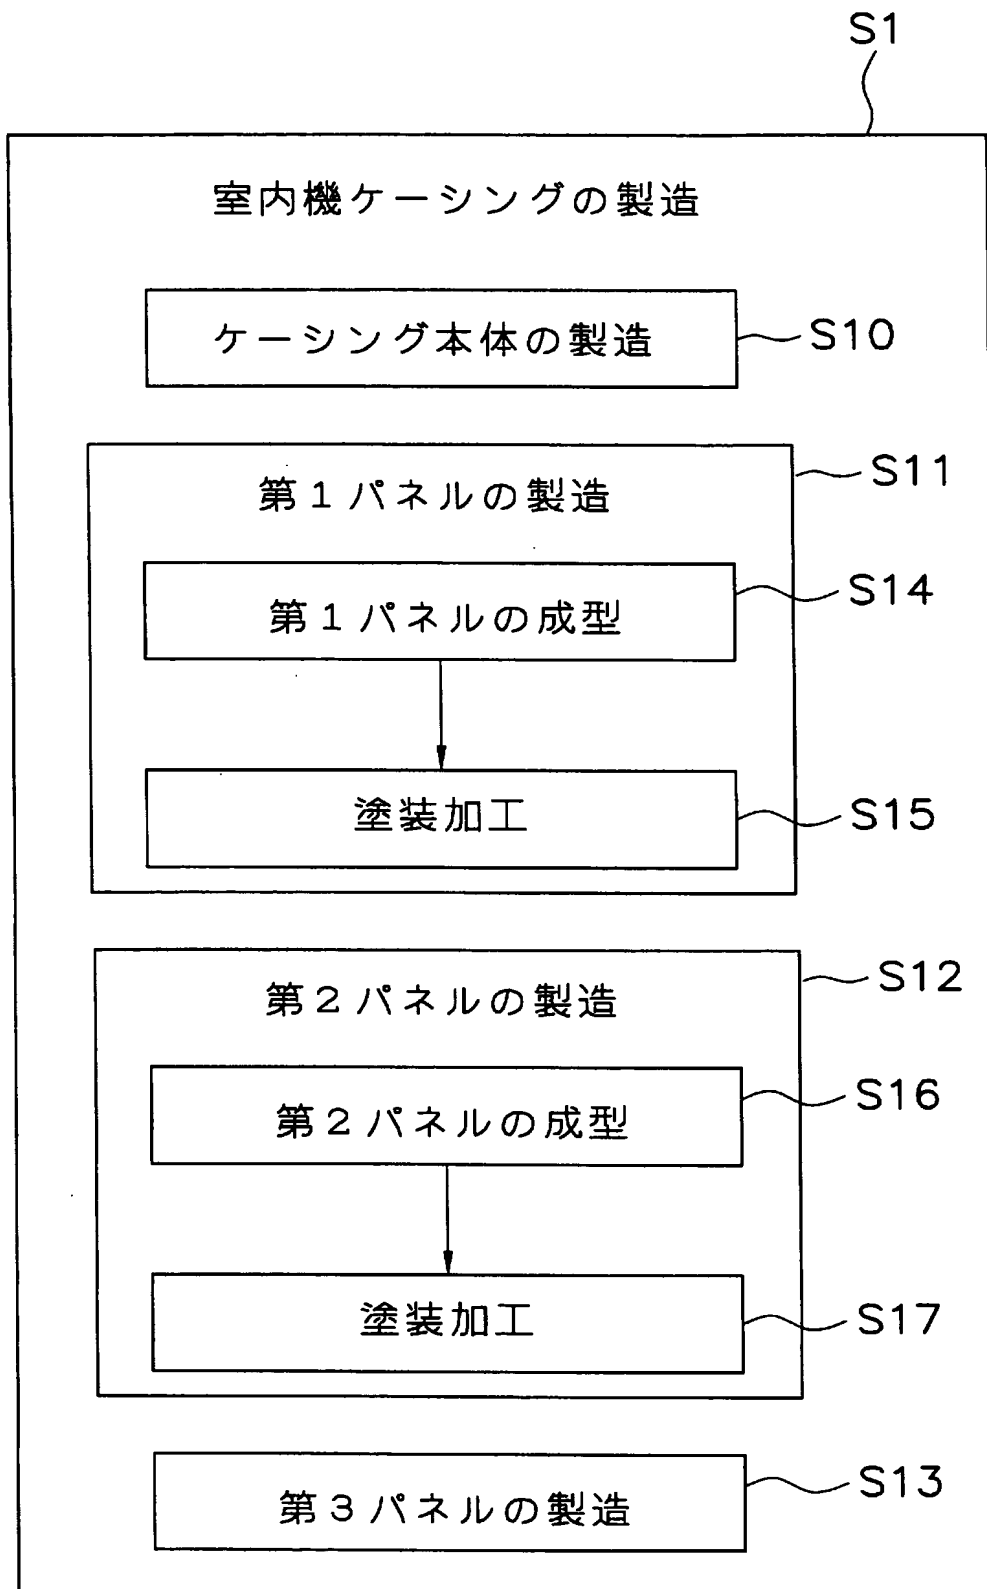 S1
室内機ケーシングの製造
ケーシング本体の製造
S10
第1パネルの製造
S11
第1パネルの成型
S14
塗装加工
S15
第2パネルの製造
S12
第2パネルの成型
S16
塗装加工
S17
第3パネルの製造
S13